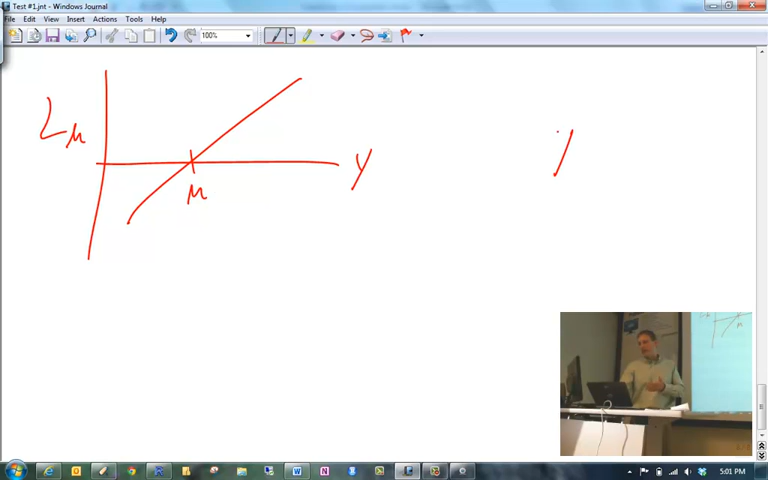 Test #1.jnt - Windows Journal
File Edit View Insert Actions Tools Help
100%
Lμ
y
μ
5:01 PM